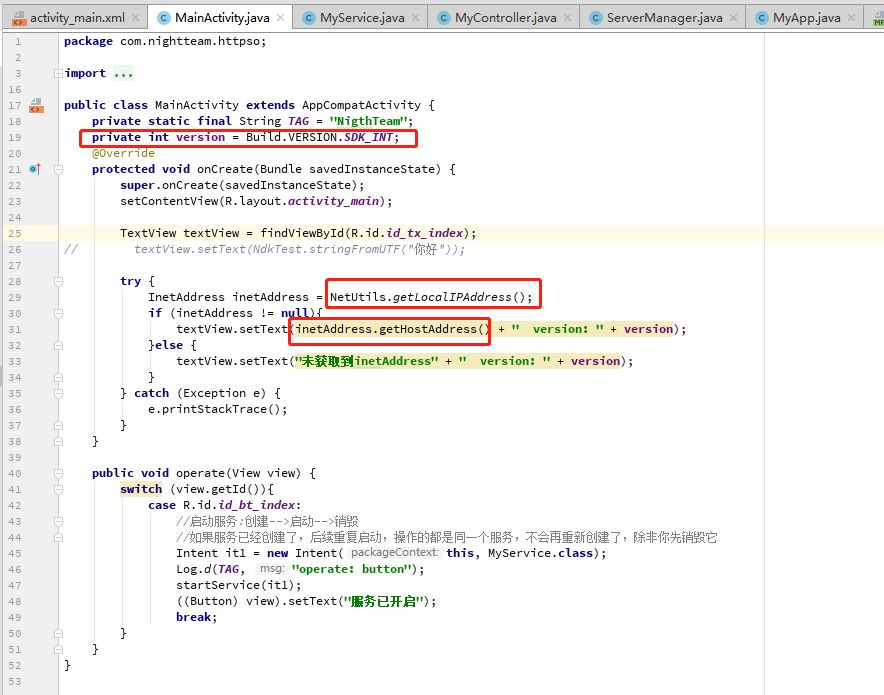 activity_main.xml MainActivity.java MyService.java MyController.java ServerManager.java MyApp.java
1 package com.nightteam.httpso;
2
3 import ...
16
17 public class MainActivity extends AppCompatActivity {
18 private static final String TAG = "NigthTeam";
19 private int version = Build.VERSION.SDK_INT;
20 @Override
21 protected void onCreate(Bundle savedInstanceState) {
22 super.onCreate(savedInstanceState);
23 setContentView(R.layout.activity_main);
24
25 TextView textView = findViewById(R.id.id_tx_index);
26 // textView.setText(NdkTest.stringFromUTF("你好"));
27
28 try {
29 InetAddress inetAddress = NetUtils.getLocalIPAddress();
30 if (inetAddress != null){
31 textView.setText(inetAddress.getHostAddress() + "  version: " + version);
32 }else {
33 textView.setText("未获取到inetAddress" + "  version: " + version);
34 }
35 } catch (Exception e) {
36 e.printStackTrace();
37 }
38 }
39
40 public void operate(View view) {
41 switch (view.getId()){
42 case R.id.id_bt_index:
43 //启动服务:创建-->启动-->销毁
44 //如果服务已经创建了，后续重复启动，操作的都是同一个服务，不会再重新创建了，除非你先销毁它
45 Intent it1 = new Intent( packageContext: this, MyService.class);
46 Log.d(TAG, msg: "operate: button");
47 startService(it1);
48 ((Button) view).setText("服务已开启");
49 break;
50 }
51 }
52 }
53